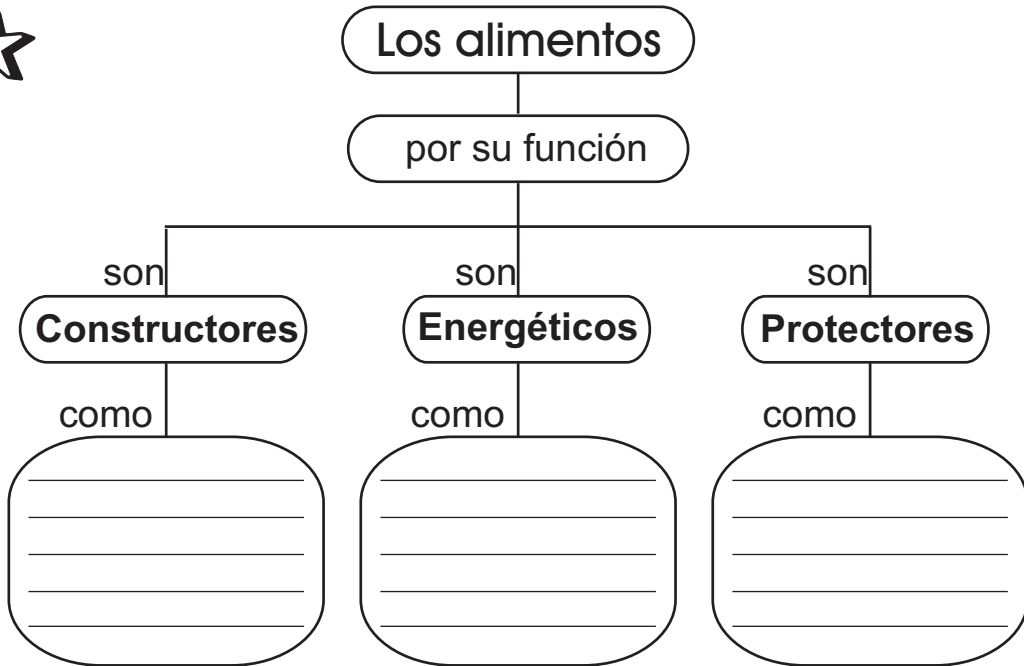 Los alimentos
por su función
son son son
Constructores Energéticos Protectores
como como como